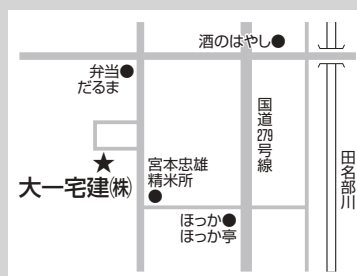 酒のはやし
弁当
だるま
国道279号線
田名部川
大一宅建㈱
宮本忠雄
精米所
ほっか
ほっか亭